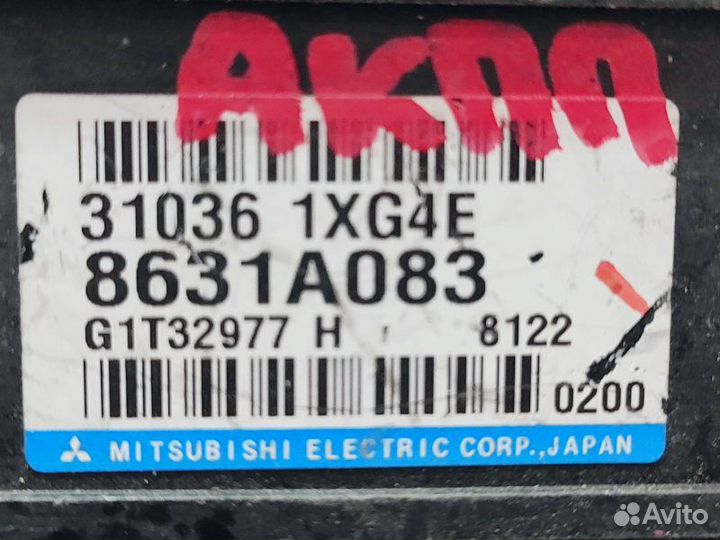 АКПП
31036 1XG4E
8631A083
G1T32977 H 8122
0200
MITSUBISHI ELECTRIC CORP., JAPAN
Avito